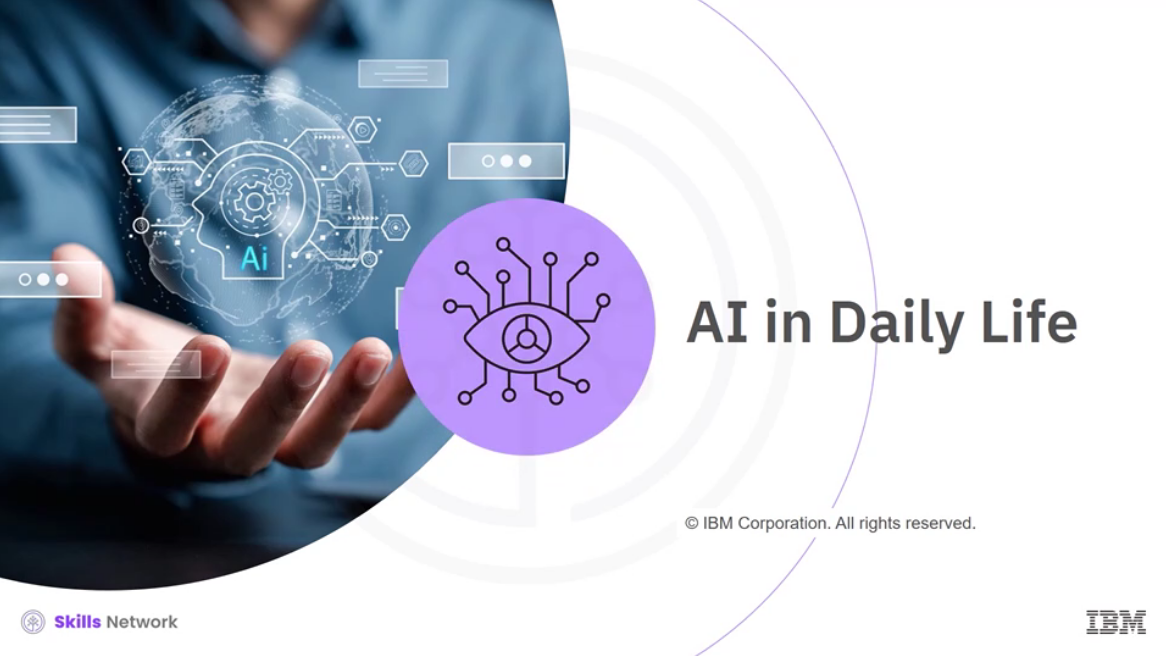 Ai
AI in Daily Life
© IBM Corporation. All rights reserved.
Skills Network
IBM